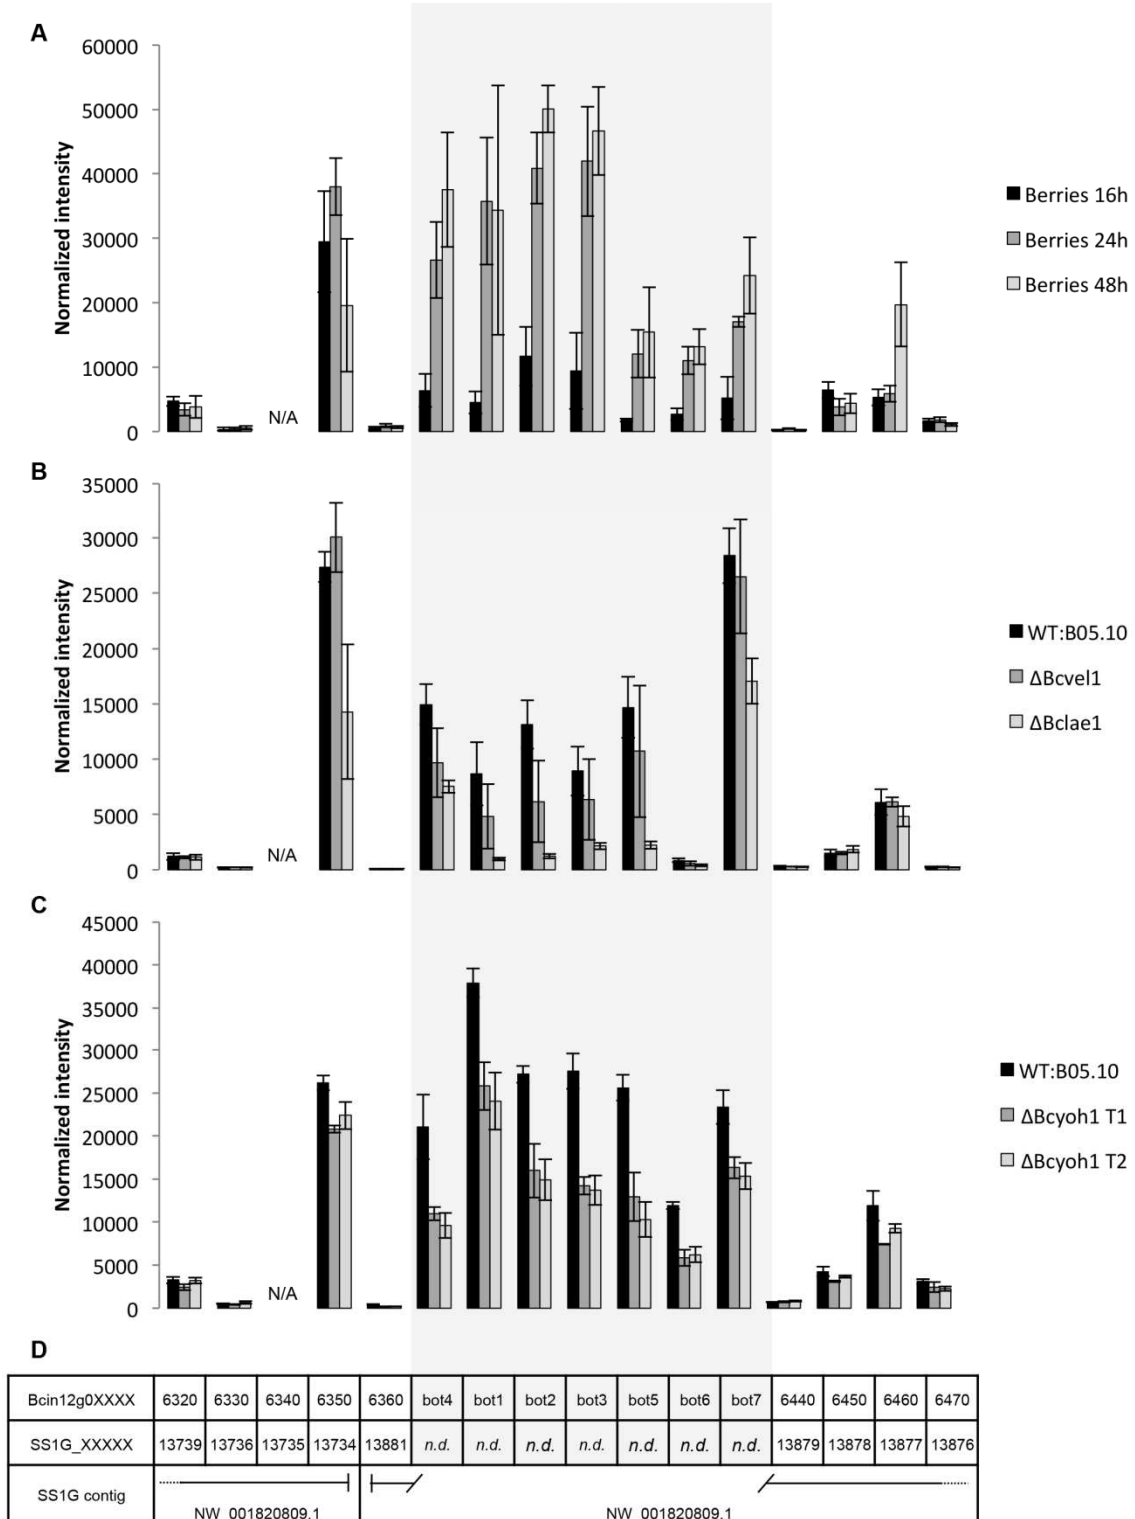 A
60000
50000
40000
30000
20000
10000
0
Normalized intensity
N/A
Berries 16h
Berries 24h
Berries 48h
B
35000
30000
25000
20000
15000
10000
5000
0
Normalized intensity
N/A
WT:B05.10
ΔBcvel1
ΔBclae1
C
45000
40000
35000
30000
25000
20000
15000
10000
5000
0
Normalized intensity
N/A
WT:B05.10
ΔBcyoh1 T1
ΔBcyoh1 T2
D
Bcin12g0XXXX 6320 6330 6340 6350 6360 bot4 bot1 bot2 bot3 bot5 bot6 bot7 6440 6450 6460 6470
SS1G_XXXXX 13739 13736 13735 13734 13881 n.d. n.d. n.d. n.d. n.d. n.d. n.d. 13879 13878 13877 13876
SS1G contig
NW_001820809.1 NW_001820809.1